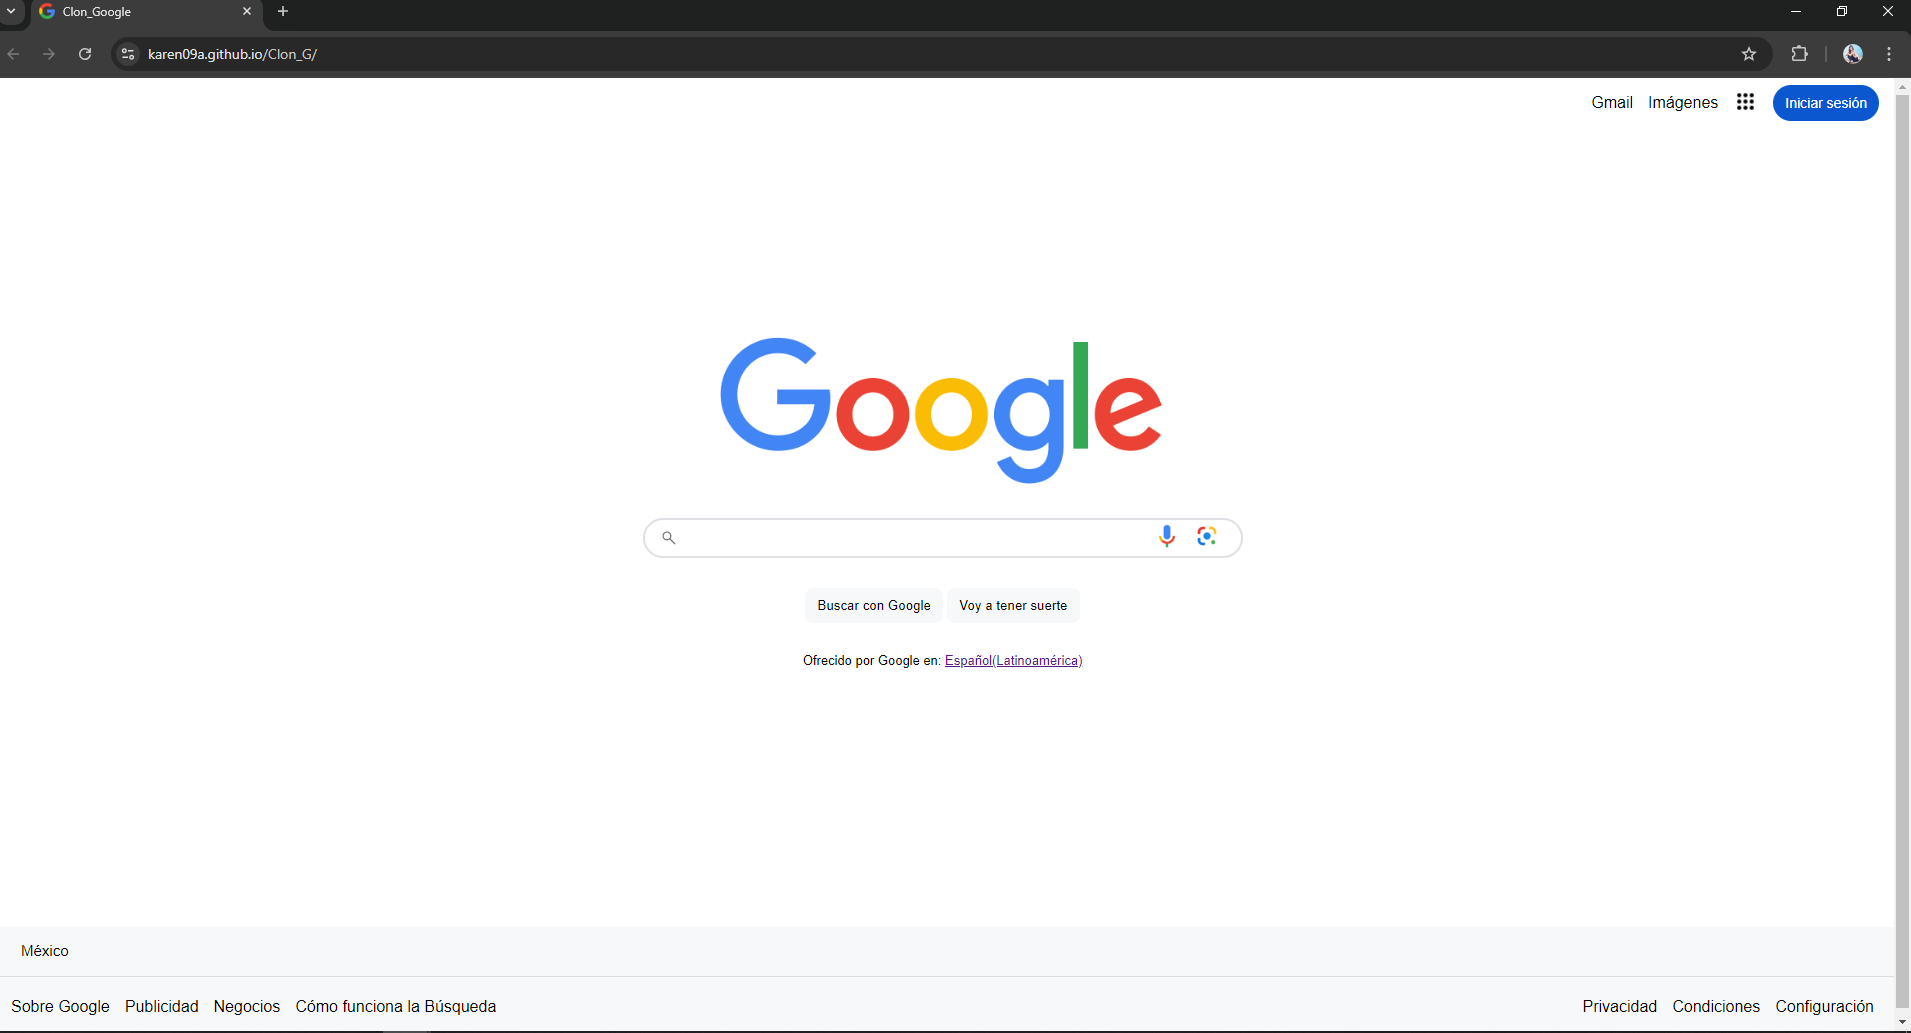 Clon_Google
karen09a.github.io/Clon_G/
Gmail Imágenes Iniciar sesión
Google
Buscar con Google Voy a tener suerte
Ofrecido por Google en: Español(Latinoamérica)
México
Sobre Google Publicidad Negocios Cómo funciona la Búsqueda Privacidad Condiciones Configuración